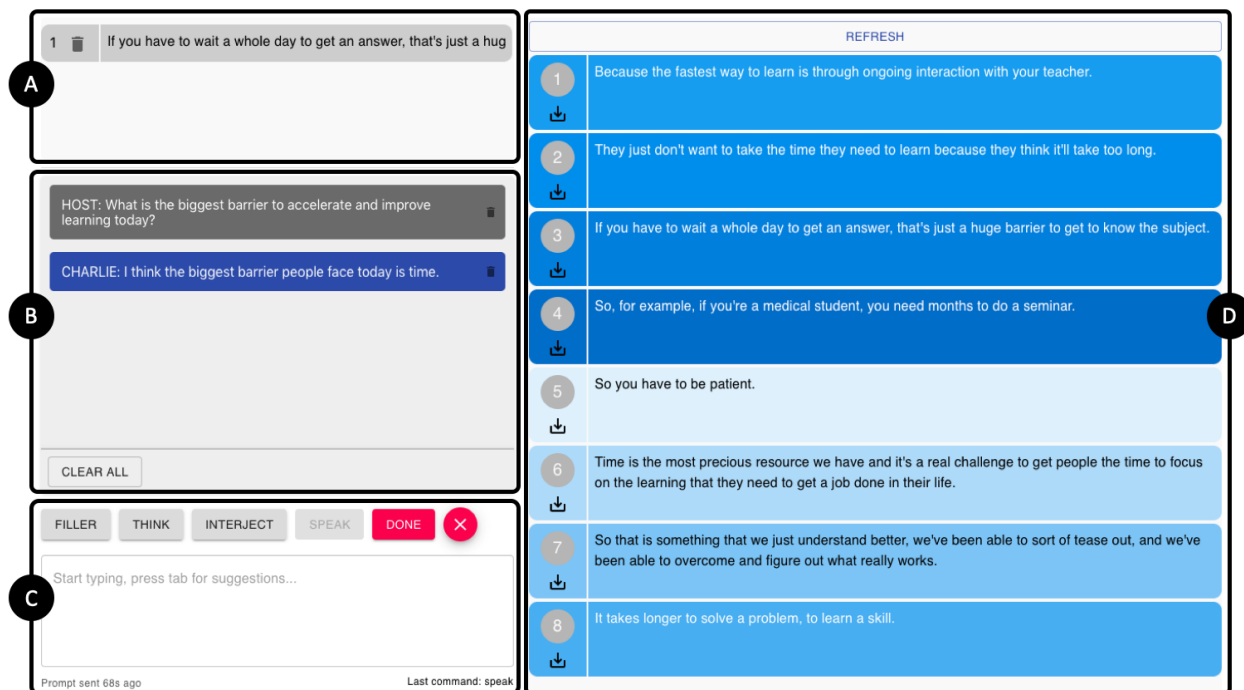 A
1
If you have to wait a whole day to get an answer, that's just a hug
B
HOST: What is the biggest barrier to accelerate and improve
learning today?
CHARLIE: I think the biggest barrier people face today is time.
CLEAR ALL
C
FILLER
THINK
INTERJECT
SPEAK
DONE
Start typing, press tab for suggestions...
Prompt sent 68s ago
Last command: speak
D
REFRESH
1
Because the fastest way to learn is through ongoing interaction with your teacher.
2
They just don't want to take the time they need to learn because they think it'll take too long.
3
If you have to wait a whole day to get an answer, that's just a huge barrier to get to know the subject.
4
So, for example, if you're a medical student, you need months to do a seminar.
5
So you have to be patient.
6
Time is the most precious resource we have and it's a real challenge to get people the time to focus
on the learning that they need to get a job done in their life.
7
So that is something that we just understand better, we've been able to sort of tease out, and we've
been able to overcome and figure out what really works.
8
It takes longer to solve a problem, to learn a skill.